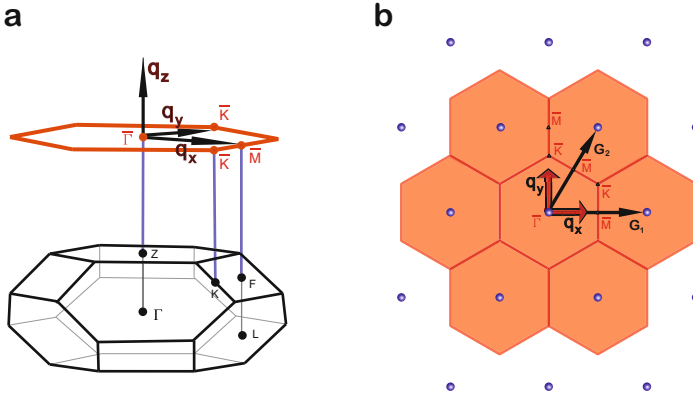 a
q_z
K̅
q_y
Γ̅
q_x
K̅
M̅
Z
K
F
Γ
L
b
M̅
K̅
G₂
M̅
q_y
K̅
Γ̅
q_x
M̅
G₁